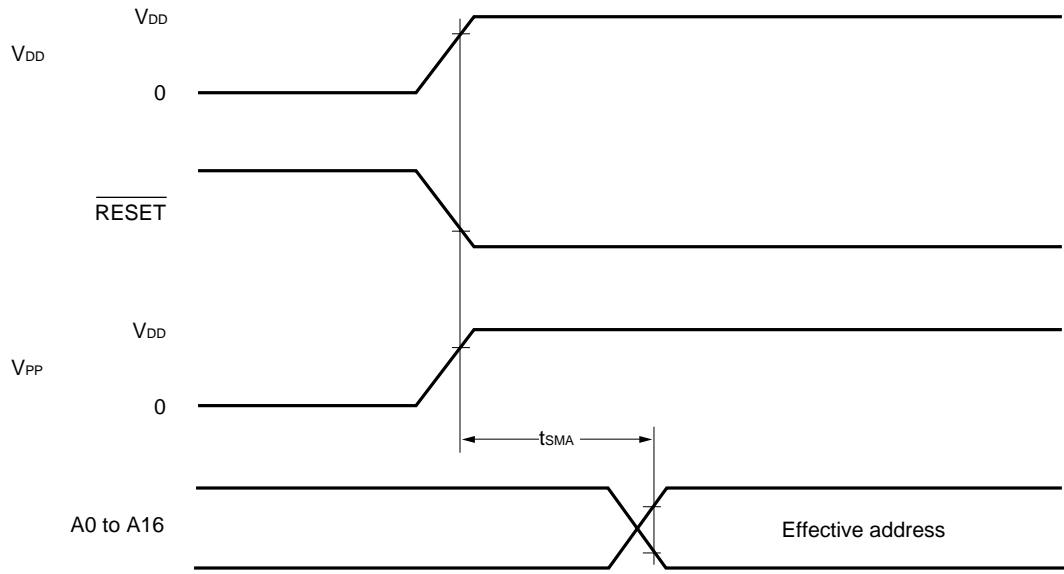 VDD
VDD
0
RESET
VDD
VPP
0
tSMA
A0 to A16
Effective address